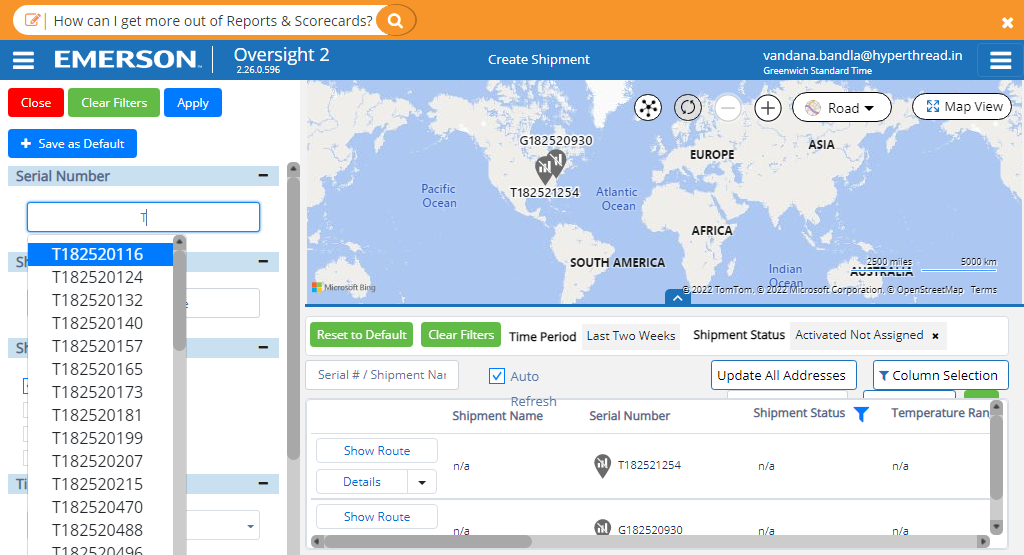 How can I get more out of Reports & Scorecards?
EMERSON
Oversight 2
2.26.0.596
Create Shipment
vandana.bandla@hyperthread.in
Greenwich Standard Time
Close
Clear Filters
Apply
+ Save as Default
Serial Number
T
T182520116
T182520124
T182520132
T182520140
T182520157
T182520165
T182520173
T182520181
T182520199
T182520207
T182520215
T182520470
T182520488
T182520496
Road
Map View
G182520930
T182521254
Pacific
Ocean
Atlantic
Ocean
EUROPE
ASIA
AFRICA
SOUTH AMERICA
Indian
Ocean
AUSTRALIA
2500 miles
5000 km
Microsoft Bing
© 2022 TomTom, © 2022 Microsoft Corporation, © OpenStreetMap Terms
Reset to Default
Clear Filters
Time Period
Last Two Weeks
Shipment Status
Activated Not Assigned ×
Serial # / Shipment Nar
Auto
Refresh
Update All Addresses
Column Selection
Shipment Name
Serial Number
Shipment Status
Temperature Ran
Show Route
Details
n/a
T182521254
n/a
n/a
Show Route
n/a
G182520930
n/a
n/a